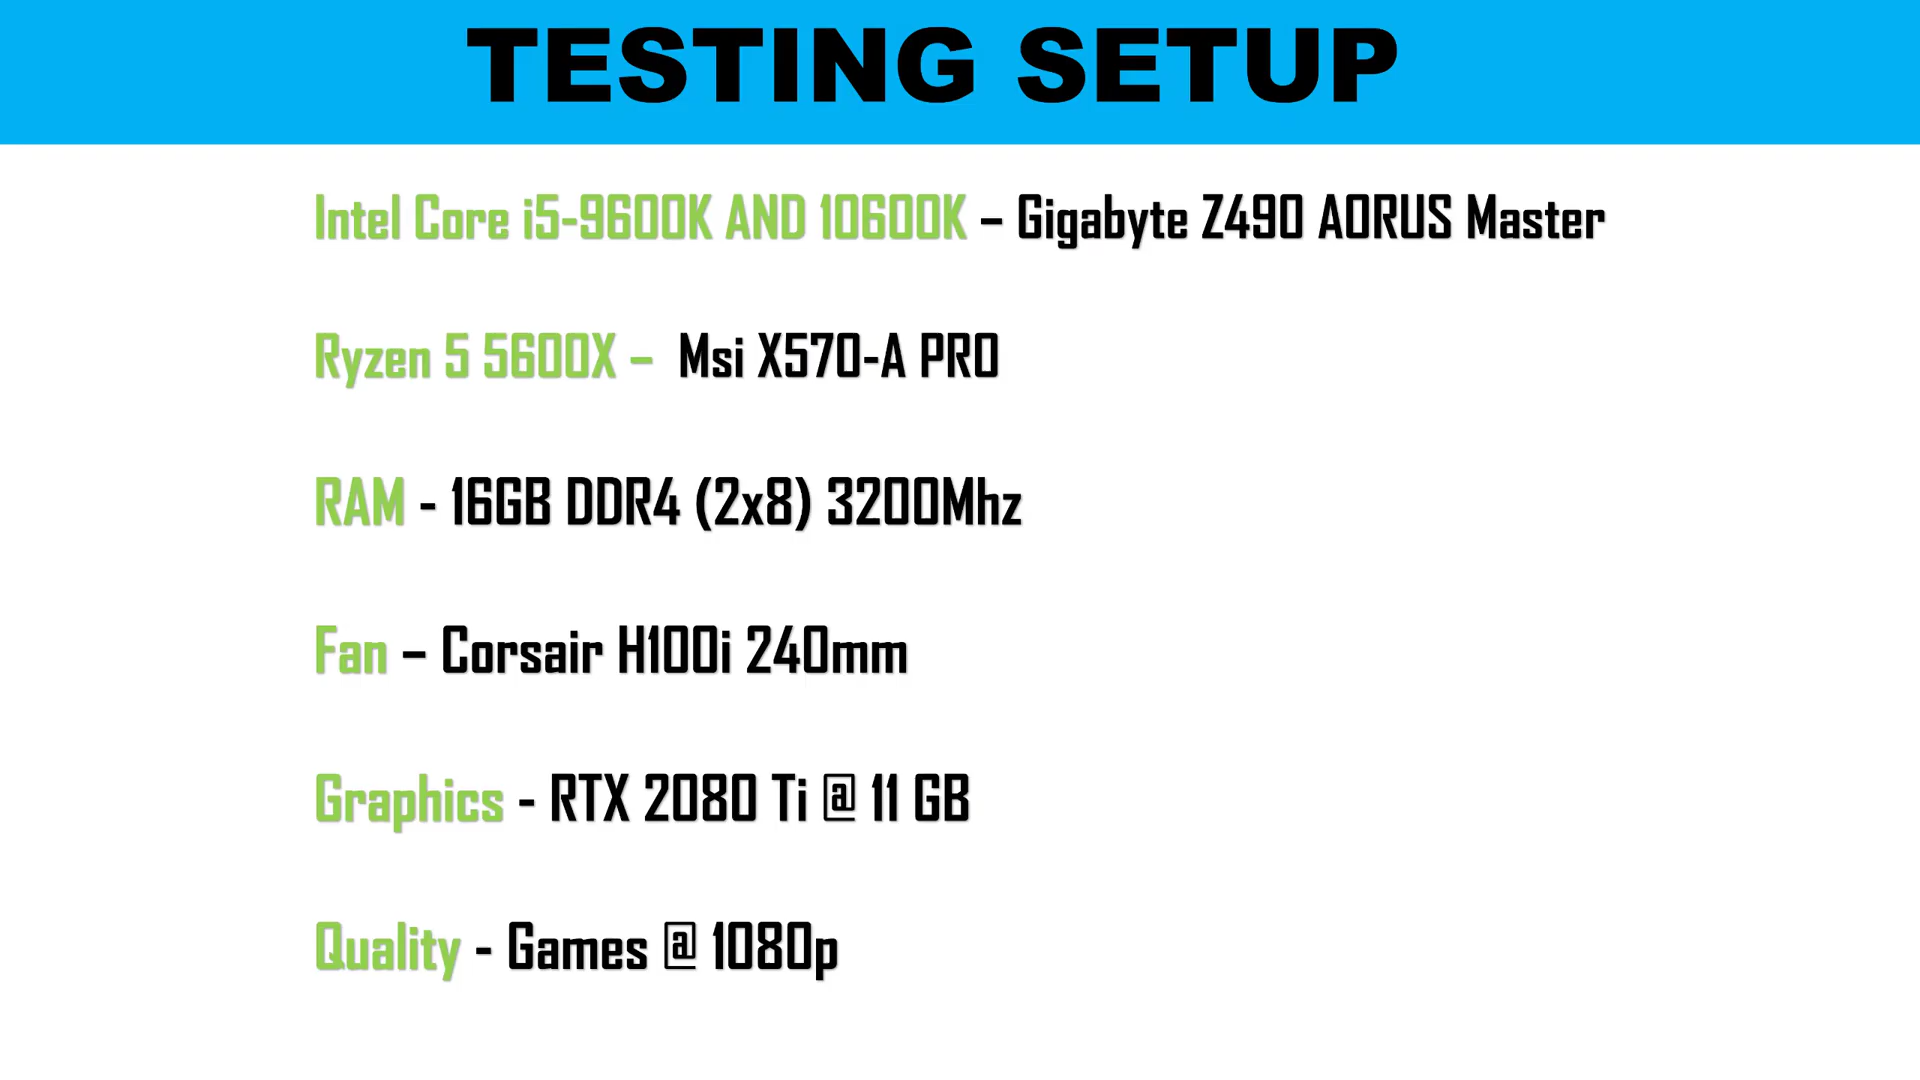 TESTING SETUP
Intel Core i5-9600K AND 10600K – Gigabyte Z490 AORUS Master
Ryzen 5 5600X – Msi X570-A PRO
RAM - 16GB DDR4 (2x8) 3200Mhz
Fan – Corsair H100i 240mm
Graphics - RTX 2080 Ti @ 11 GB
Quality - Games @ 1080p